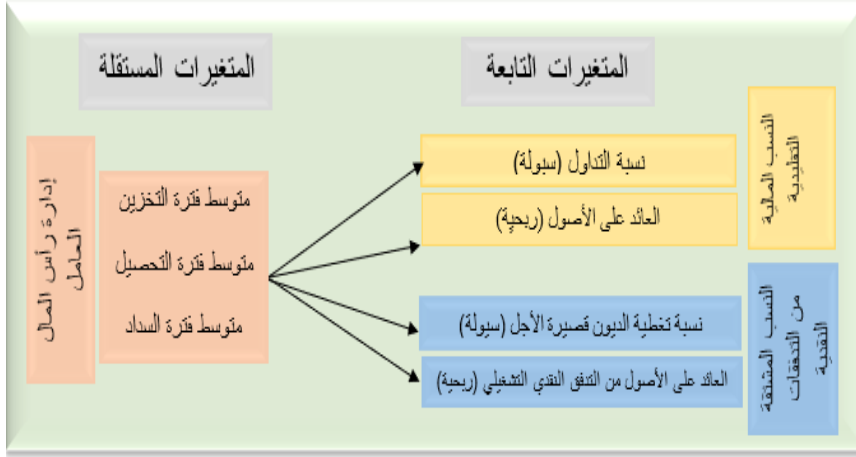 المتغيرات المستقلة
المتغيرات التابعة
إدارة رأس المال
العامل
متوسط فترة التخزين
متوسط فترة التحصيل
متوسط فترة السداد
نسبة التداول (سيولة)
العائد على الأصول (ربحية)
نسبة تغطية الديون قصيرة الأجل (سيولة)
العائد على الأصول من التدفق النقدي التشغيلي (ربحية)
النسب المالية
التقليدية
النسب المشتقة
من التدفقات
النقدية